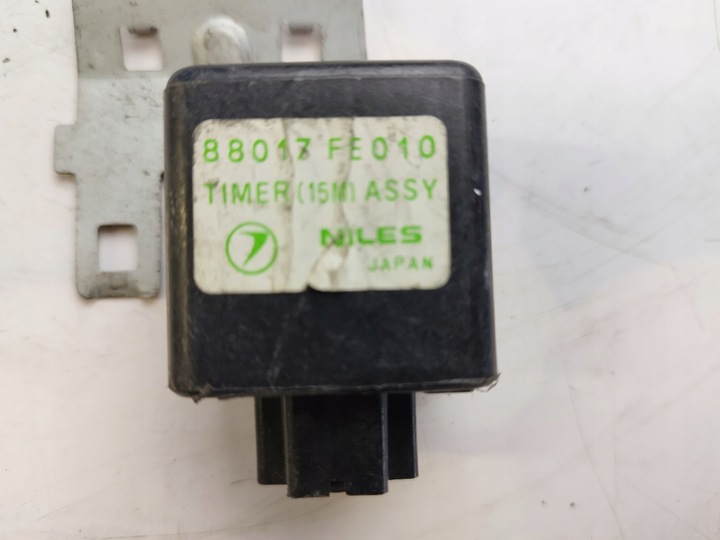 88017 FE010
TIMER (15M) ASSY
NILES
JAPAN